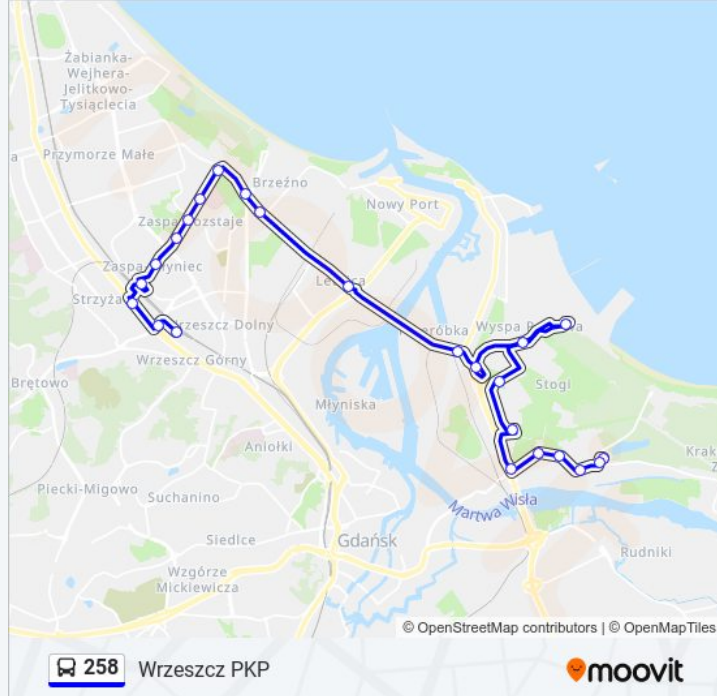 Żabianka-
Wejhera-
Jelitkowo-
Tysiąclecia
a
Przymorze Małe
Brzeźno
Nowy Port
Zaspa
Zaspa
Strzyża
Wrzeszcz Dolny
Wyspa
Wrzeszcz Górny
Brętowo
Stogi
Młyniska
Aniołki
Krak
Piecki-Migowo
Suchanino
Martwa Wisła
Siedlce
Gdańsk
Rudniki
Wzgórze
Mickiewicza
© OpenStreetMap contributors | © OpenMapTiles
258 Wrzeszcz PKP
moovit